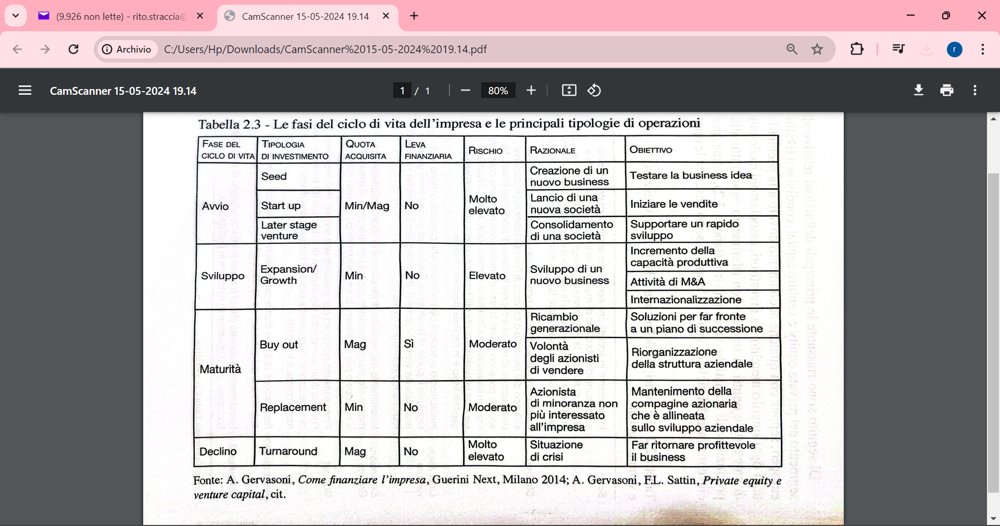 (9.926 non lette) - rito.straccia@
CamScanner 15-05-2024 19.14
Archivio
C:/Users/Hp/Downloads/CamScanner%2015-05-2024%2019.14.pdf
r
CamScanner 15-05-2024 19.14
1 / 1
80%
Tabella 2.3 - Le fasi del ciclo di vita dell'impresa e le principali tipologie di operazioni
FASE DEL
CICLO DI VITA
TIPOLOGIA
DI INVESTIMENTO
QUOTA
ACQUISITA
LEVA
FINANZIARIA
RISCHIO
RAZIONALE
OBIETTIVO
Avvio
Seed
Start up
Later stage
venture
Min/Mag
No
Molto
elevato
Creazione di un
nuovo business
Testare la business idea
Lancio di una
nuova società
Iniziare le vendite
Consolidamento
di una società
Supportare un rapido
sviluppo
Sviluppo
Expansion/
Growth
Min
No
Elevato
Sviluppo di un
nuovo business
Incremento della
capacità produttiva
Attività di M&A
Internazionalizzazione
Maturità
Buy out
Mag
Sì
Moderato
Ricambio
generazionale
Soluzioni per far fronte
a un piano di successione
Volontà
degli azionisti
di vendere
Riorganizzazione
della struttura aziendale
Replacement
Min
No
Moderato
Azionista
di minoranza non
più interessato
all'impresa
Mantenimento della
compagine azionaria
che è allineata
sullo sviluppo aziendale
Declino
Turnaround
Mag
No
Molto
elevato
Situazione
di crisi
Far ritornare profittevole
il business
Fonte: A. Gervasoni, Come finanziare l'impresa, Guerini Next, Milano 2014; A. Gervasoni, F.L. Sattin, Private equity e
venture capital, cit.